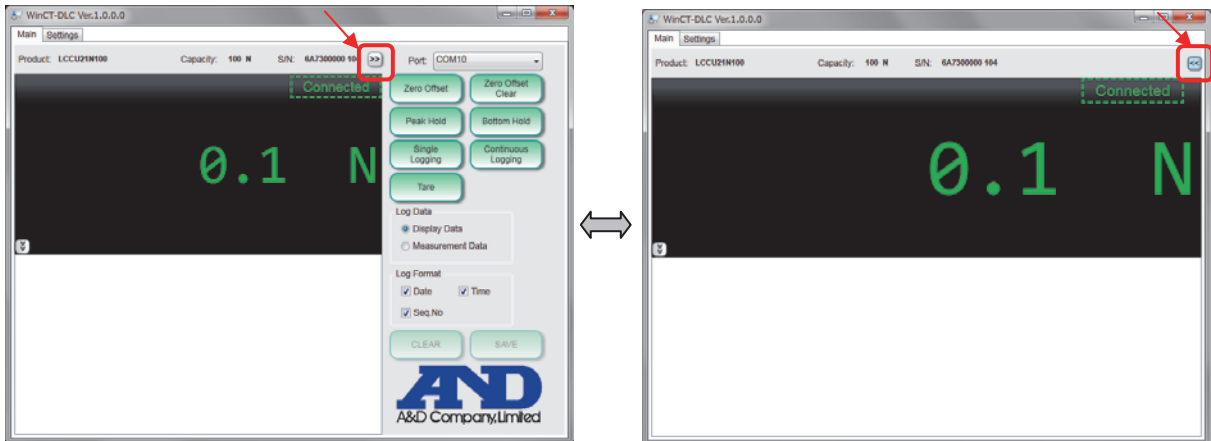 WinCT-DLC Ver.1.0.0.0
Main Settings
Product: LCCU21N100 Capacity: 100 N S/N: 6A7300000 104 >>
Port: COM10
Connected
0.1 N
Zero Offset
Zero Offset
Clear
Peak Hold
Bottom Hold
Single
Logging
Continuous
Logging
Tare
Log Data
Display Data
Measurement Data
Log Format
Date Time
Seq.No
CLEAR SAVE
AND
A&D Company,Limited
WinCT-DLC Ver.1.0.0.0
Main Settings
Product: LCCU21N100 Capacity: 100 N S/N: 6A7300000 104 <<
Connected
0.1 N